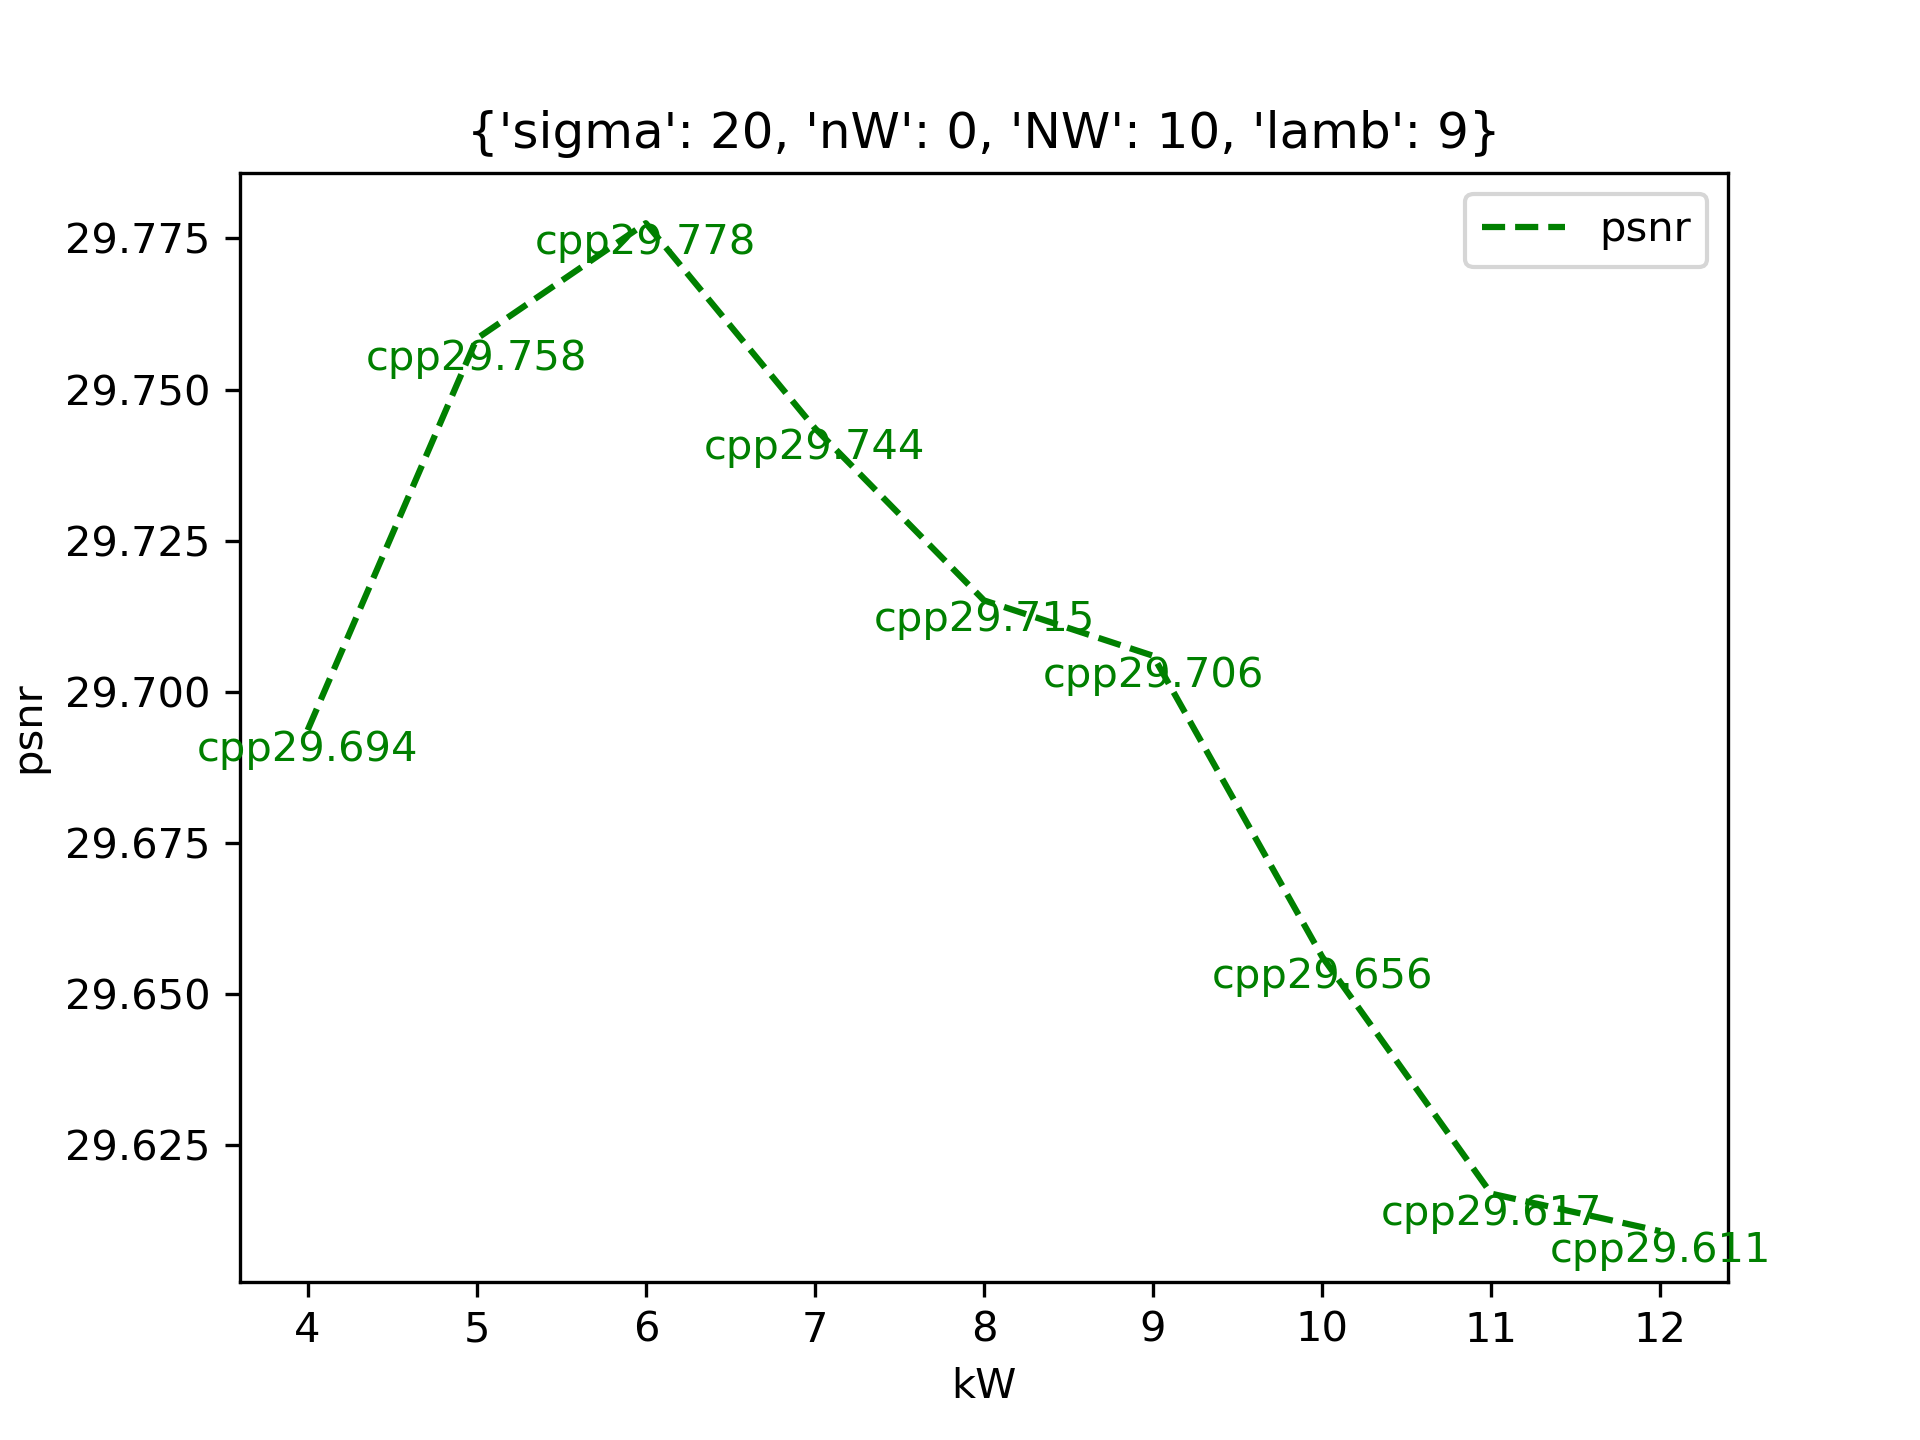 {'sigma': 20, 'nW': 0, 'NW': 10, 'lamb': 9}
psnr
29.775
29.750
29.725
29.700
29.675
29.650
29.625
psnr
cpp29.694
cpp29.758
cpp29.778
cpp29.744
cpp29.715
cpp29.706
cpp29.656
cpp29.617
cpp29.611
4 5 6 7 8 9 10 11 12
kW